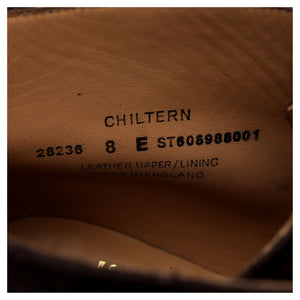 CHILTERN
28236 8 E ST608988001
LEATHER UPPER/LINING
MADE IN ENGLAND